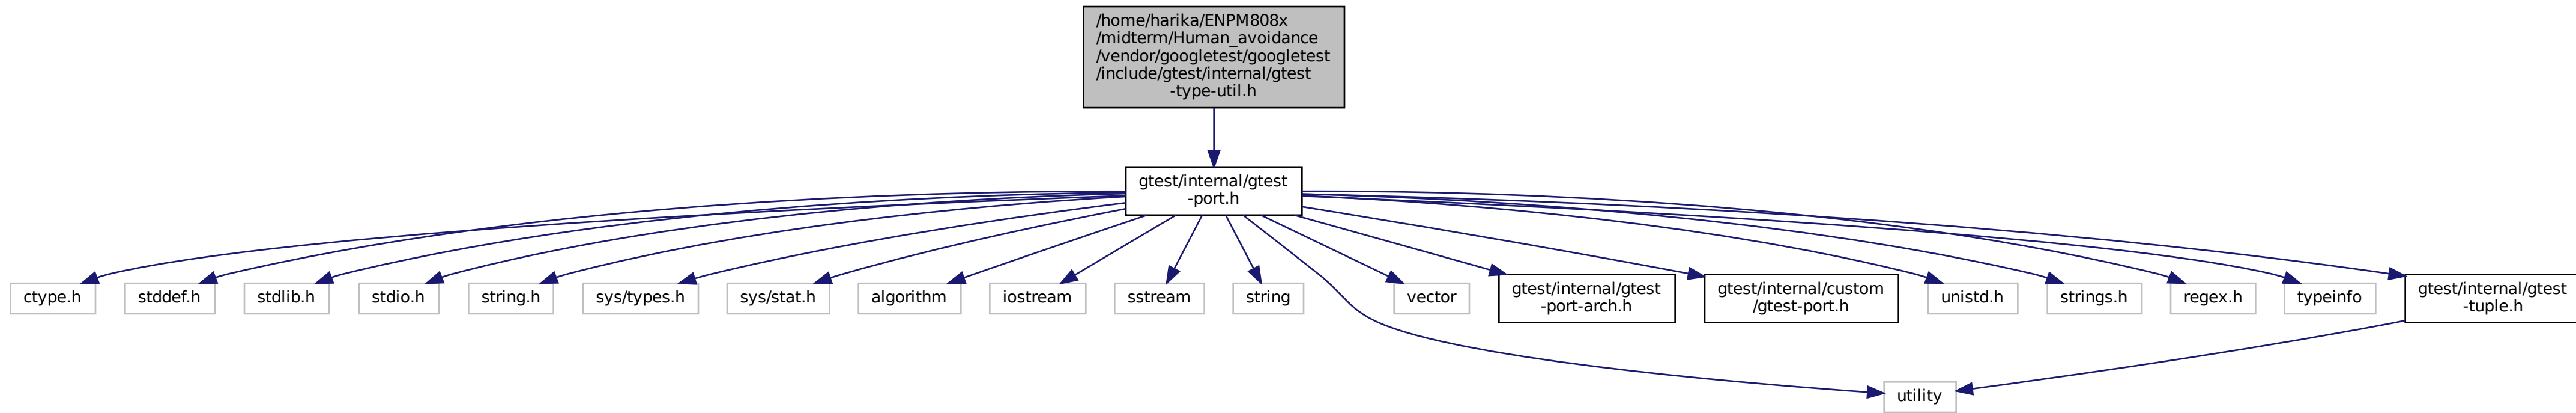 /home/harika/ENPM808x
/midterm/Human_avoidance
/vendor/googletest/googletest
/include/gtest/internal/gtest
-type-util.h
gtest/internal/gtest
-port.h
ctype.h
stddef.h
stdlib.h
stdio.h
string.h
sys/types.h
sys/stat.h
algorithm
iostream
sstream
string
vector
gtest/internal/gtest
-port-arch.h
gtest/internal/custom
/gtest-port.h
unistd.h
strings.h
regex.h
typeinfo
gtest/internal/gtest
-tuple.h
utility